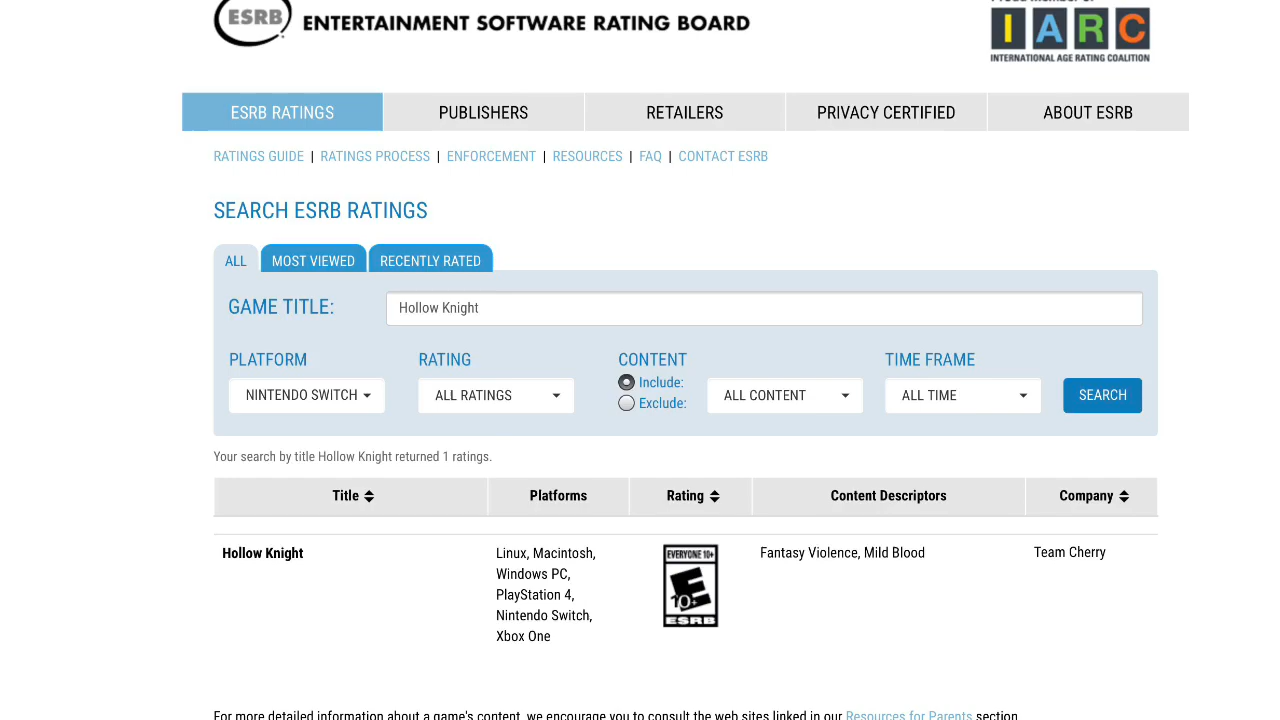 ESRB
ENTERTAINMENT SOFTWARE RATING BOARD
IARC
INTERNATIONAL AGE RATING COALITION
ESRB RATINGS PUBLISHERS RETAILERS PRIVACY CERTIFIED ABOUT ESRB
RATINGS GUIDE | RATINGS PROCESS | ENFORCEMENT | RESOURCES | FAQ | CONTACT ESRB
SEARCH ESRB RATINGS
ALL MOST VIEWED RECENTLY RATED
GAME TITLE: Hollow Knight
PLATFORM RATING CONTENT TIME FRAME
Include:
NINTENDO SWITCH ALL RATINGS ALL CONTENT ALL TIME SEARCH
Exclude:
Your search by title Hollow Knight returned 1 ratings.
Title Platforms Rating Content Descriptors Company
Hollow Knight Linux, Macintosh, EVERYONE 10+ Fantasy Violence, Mild Blood Team Cherry
Windows PC,
PlayStation 4, E 10+
Nintendo Switch, ESRB
Xbox One
For more detailed information about a game's content, we encourage you to consult the web sites linked in our Resources for Parents section